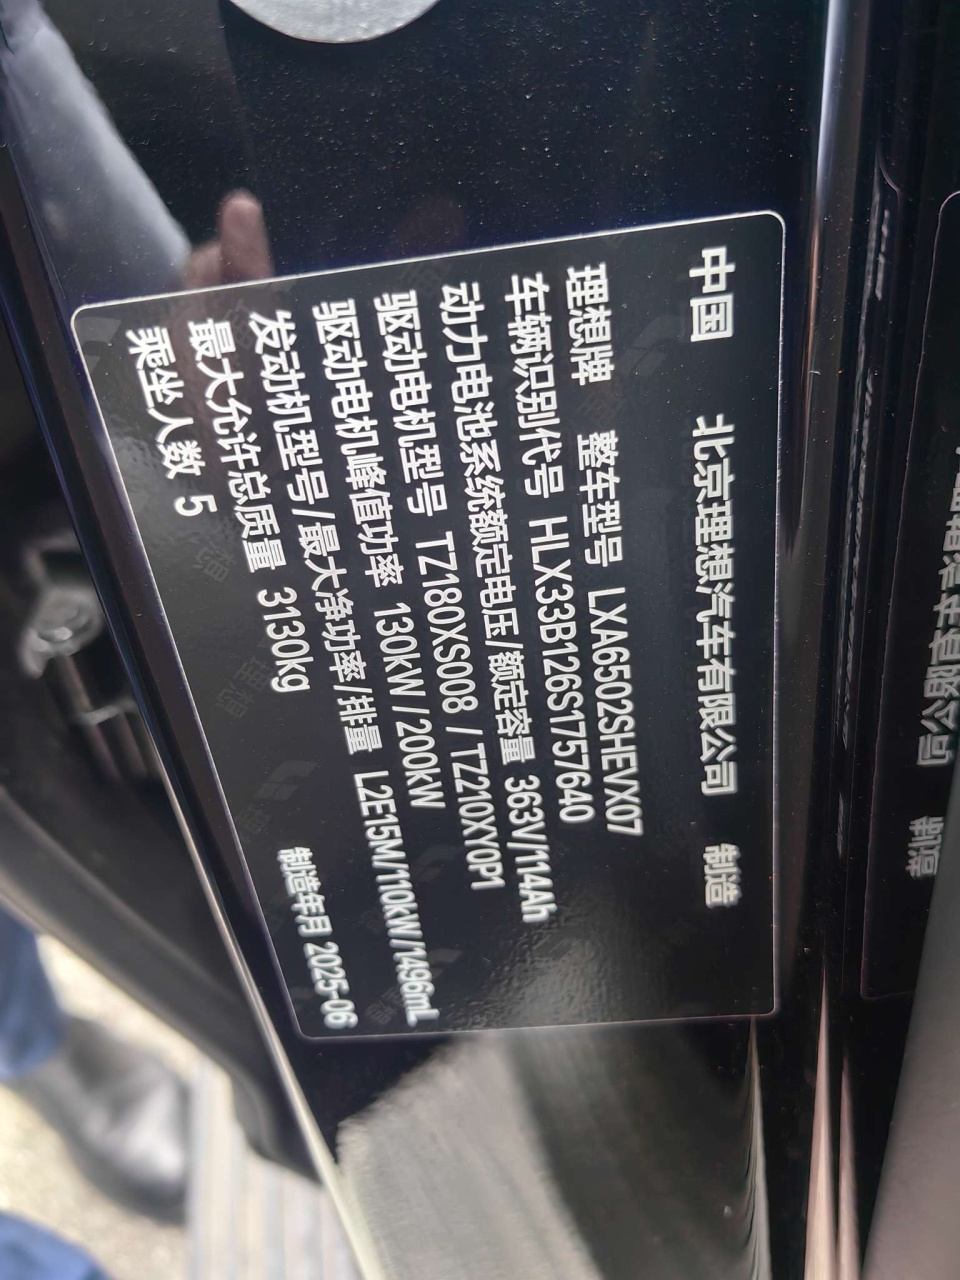 中国 北京理想汽车有限公司 制造
理想牌 整车型号 LXA6502SHEVX07
车辆识别代号 HLX33B126S1757640
动力电池系统额定电压/额定容量 363V/114Ah
驱动电机型号 TZ180XS008 / TZ210XY0P1
驱动电机峰值功率 130kW / 200kW
发动机型号/最大净功率/排量 L2E15M/110kW/1496mL
最大允许总质量 3130kg
乘坐人数 5
制造年月 2025-06